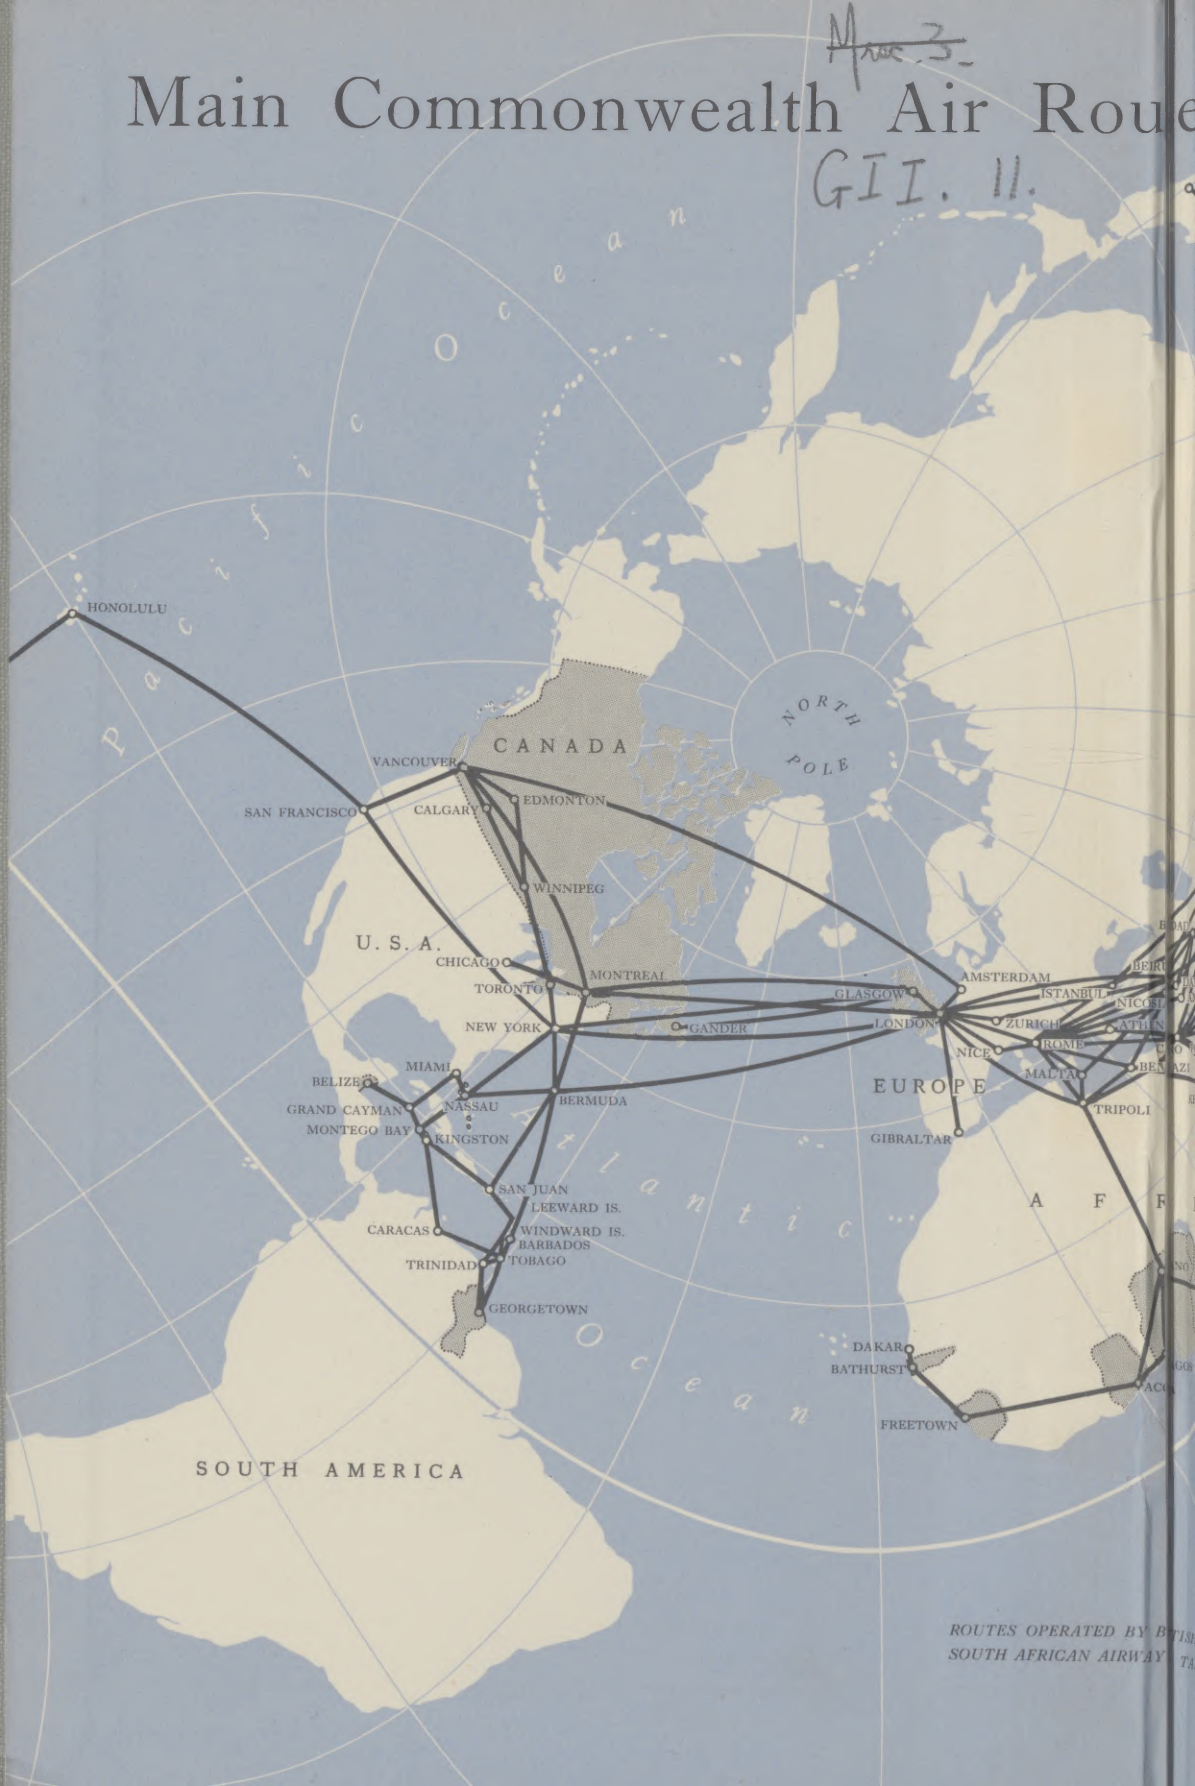 Main Commonwealth Air Rou
GII. 11.
Pacific Ocean
HONOLULU
NORTH
POLE
CANADA
VANCOUVER
EDMONTON
SAN FRANCISCO
CALGARY
WINNIPEG
U.S.A.
CHICAGO
MONTREAL
TORONTO
NEW YORK
GANDER
GLASGOW
AMSTERDAM
ISTANBUL
LONDON
ZURICH
NICE
ROME
MALTA
EUROPE
TRIPOLI
GIBRALTAR
MIAMI
BELIZE
NASSAU
BERMUDA
GRAND CAYMAN
MONTEGO BAY
KINGSTON
SAN JUAN
LEEWARD IS.
CARACAS
WINDWARD IS.
BARBADOS
TRINIDAD
TOBAGO
GEORGETOWN
Atlantic
Ocean
A F R
DAKAR
BATHURST
FREETOWN
SOUTH AMERICA
ROUTES OPERATED BY B
SOUTH AFRICAN AIRWAY